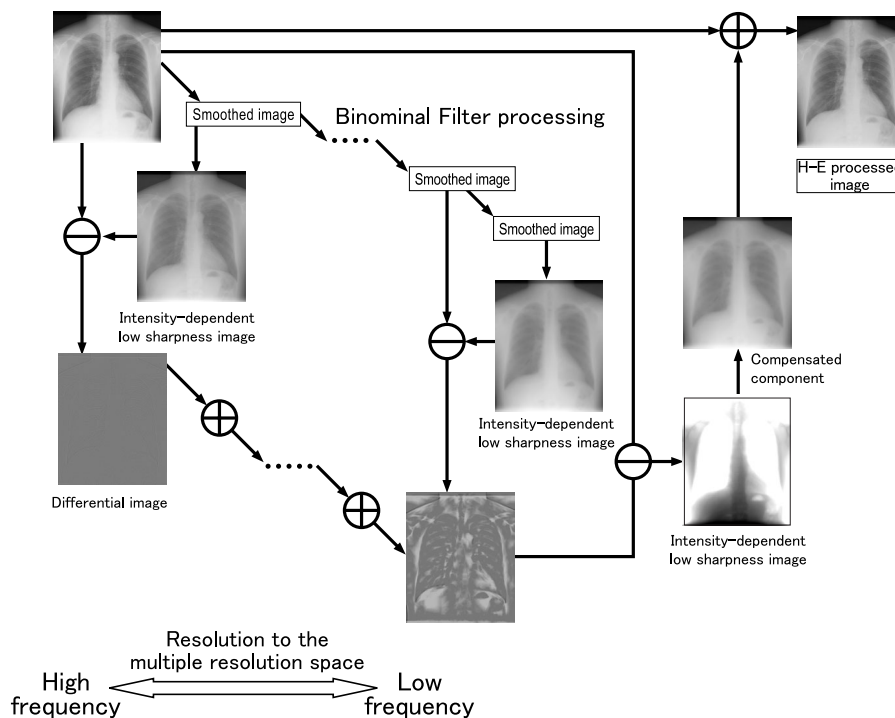 Smoothed image
Binominal Filter processing
Smoothed image
H-E processed
image
Smoothed image
Intensity-dependent
low sharpness image
Compensated
component
Intensity-dependent
low sharpness image
Differential image
Intensity-dependent
low sharpness image
Resolution to the
multiple resolution space
High
frequency
Low
frequency